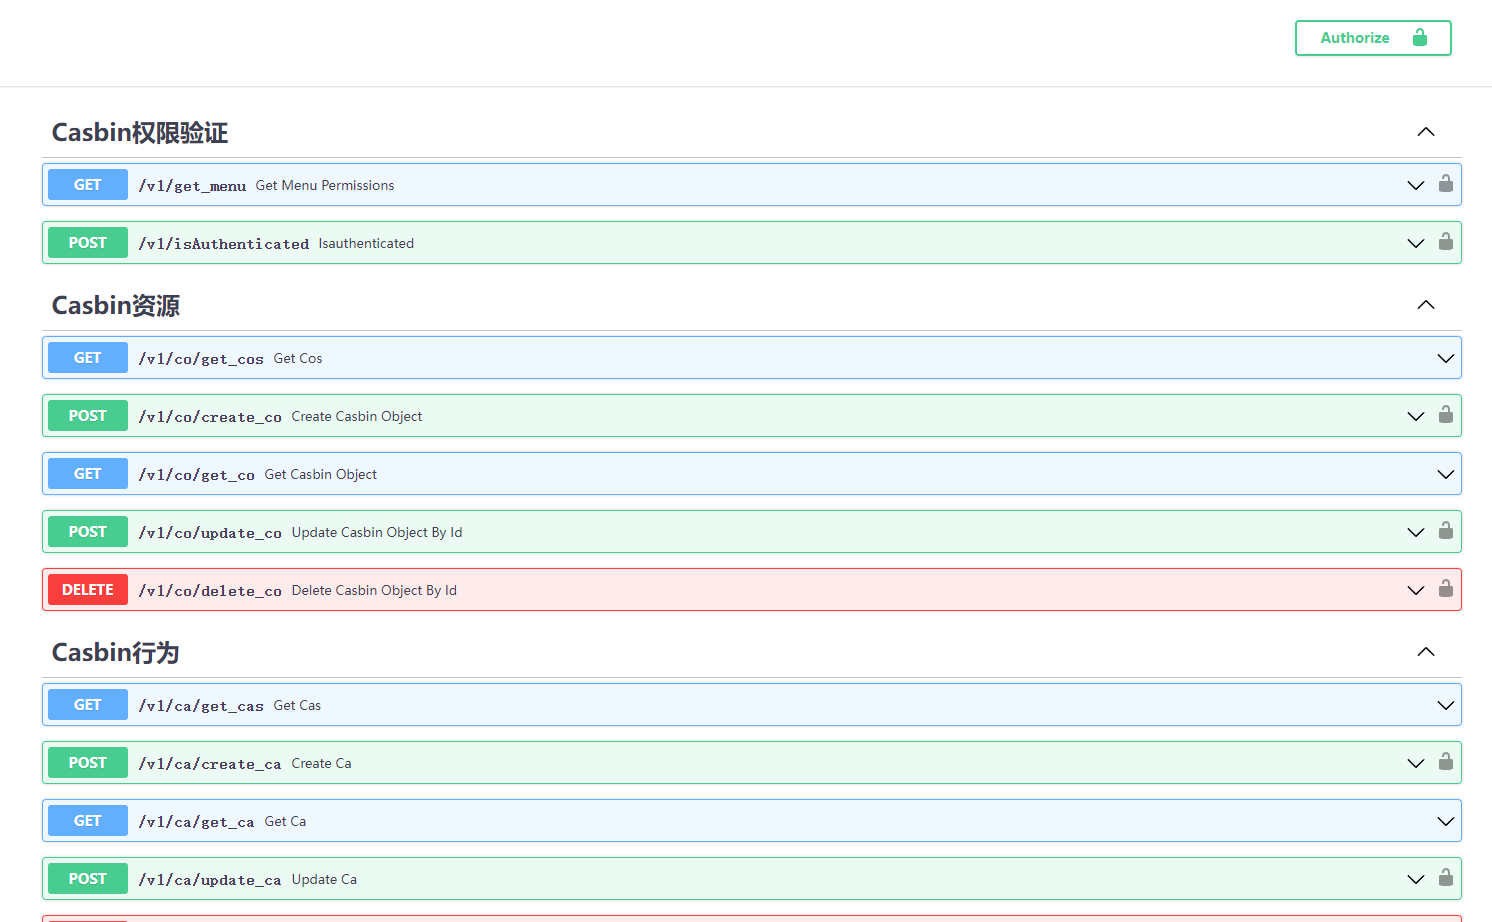 Authorize
Casbin权限验证
GET /v1/get_menu Get Menu Permissions
POST /v1/isAuthenticated Isauthenticated
Casbin资源
GET /v1/co/get_cos Get Cos
POST /v1/co/create_co Create Casbin Object
GET /v1/co/get_co Get Casbin Object
POST /v1/co/update_co Update Casbin Object By Id
DELETE /v1/co/delete_co Delete Casbin Object By Id
Casbin行为
GET /v1/ca/get_cas Get Cas
POST /v1/ca/create_ca Create Ca
GET /v1/ca/get_ca Get Ca
POST /v1/ca/update_ca Update Ca